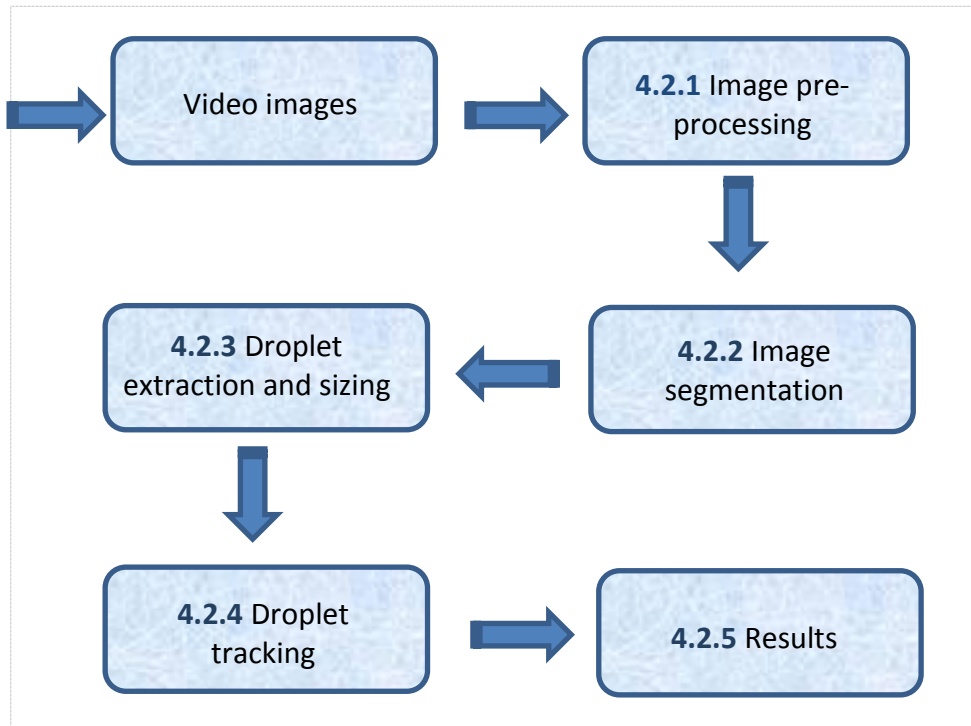 Video images
4.2.1 Image pre-
processing
4.2.2 Image
segmentation
4.2.3 Droplet
extraction and sizing
4.2.4 Droplet
tracking
4.2.5 Results